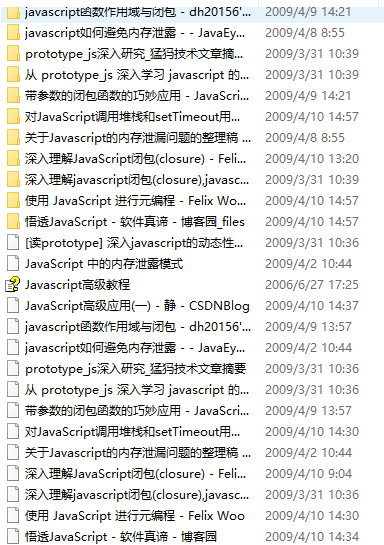 javascript函数作用域与闭包 - dh20156'... 2009/4/9 14:21
javascript如何避免内存泄露 - - JavaEy... 2009/4/8 8:55
prototype_js深入研究_猛犸技术文章摘... 2009/3/31 10:39
从 prototype_js 深入学习 javascript 的... 2009/3/31 10:39
带参数的闭包函数的巧妙应用 - JavaScri... 2009/4/9 14:21
对JavaScript调用堆栈和setTimeout用... 2009/4/10 14:57
关于Javascript的内存泄漏问题的整理稿 ... 2009/4/8 8:55
深入理解JavaScript闭包(closure) - Feli... 2009/4/10 13:20
深入理解javascript闭包(closure),javasc... 2009/3/31 10:39
使用 JavaScript 进行元编程 - Felix Woo... 2009/4/10 14:57
悟透JavaScript - 软件真谛 - 博客园_files 2009/4/10 14:57
[读prototype] 深入javascript的动态性... 2009/3/31 10:36
JavaScript 中的内存泄露模式 2009/4/2 10:44
Javascript高级教程 2006/6/27 17:25
JavaScript高级应用(一) - 静 - CSDNBlog 2009/4/10 14:37
javascript函数作用域与闭包 - dh20156'... 2009/4/9 13:57
javascript如何避免内存泄露 - - JavaEy... 2009/4/2 10:44
prototype_js深入研究_猛犸技术文章摘要 2009/3/31 10:36
从 prototype_js 深入学习 javascript 的... 2009/3/31 10:36
带参数的闭包函数的巧妙应用 - JavaScri... 2009/4/9 13:57
对JavaScript调用堆栈和setTimeout用... 2009/4/10 14:30
关于Javascript的内存泄漏问题的整理稿 ... 2009/4/2 10:44
深入理解JavaScript闭包(closure) - Feli... 2009/4/10 9:04
深入理解javascript闭包(closure),javasc... 2009/3/31 10:36
使用 JavaScript 进行元编程 - Felix Woo 2009/4/10 14:30
悟透JavaScript - 软件真谛 - 博客园 2009/4/10 14:34